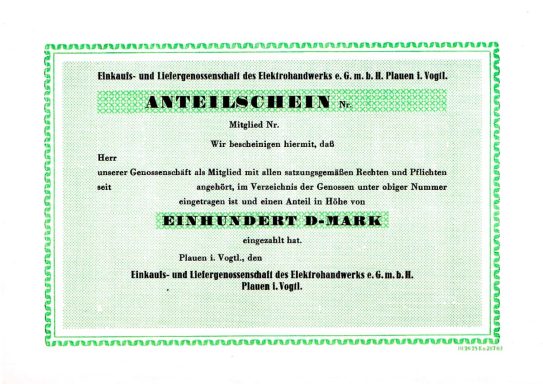 Einkaufs- und Liefergenossenschaft des Elektrohandwerks e. G. m. b. H. Plauen i. Vogtl.
ANTEILSCHEIN Nr.
Mitglied Nr.
Wir bescheinigen hiermit, daß
Herr
unserer Genossenschaft als Mitglied mit allen satzungsgemäßen Rechten und Pflichten
seit angehört, im Verzeichnis der Genossen unter obiger Nummer
eingetragen ist und einen Anteil in Höhe von
EINHUNDERT D-MARK
eingezahlt hat.
Plauen i. Vogtl., den
Einkaufs- und Liefergenossenschaft des Elektrohandwerks e. G. m. b. H.
Plauen i. Vogtl.